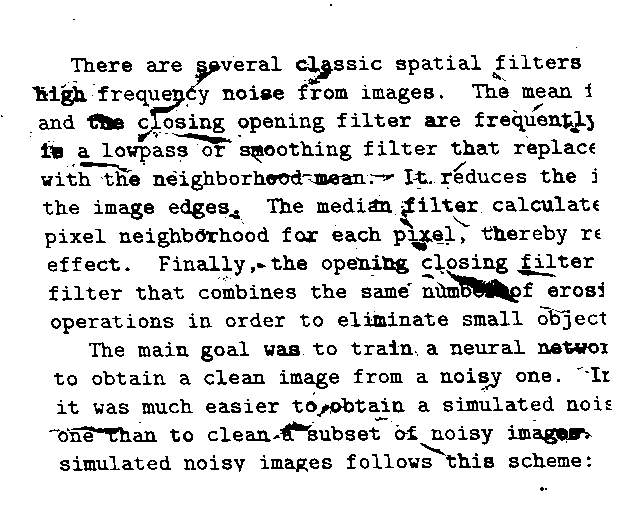 There are several classic spatial filters
high frequency noise from images. The mean f
and the closing opening filter are frequently
is a lowpass or smoothing filter that replace
with the neighborhood mean. It reduces the i
the image edges. The median filter calculate
pixel neighborhood for each pixel, thereby re
effect. Finally, the opening closing filter
filter that combines the same number of erosi
operations in order to eliminate small object
The main goal was to train a neural networ
to obtain a clean image from a noisy one. In
it was much easier to obtain a simulated nois
one than to clean a subset of noisy images.
simulated noisy images follows this scheme: